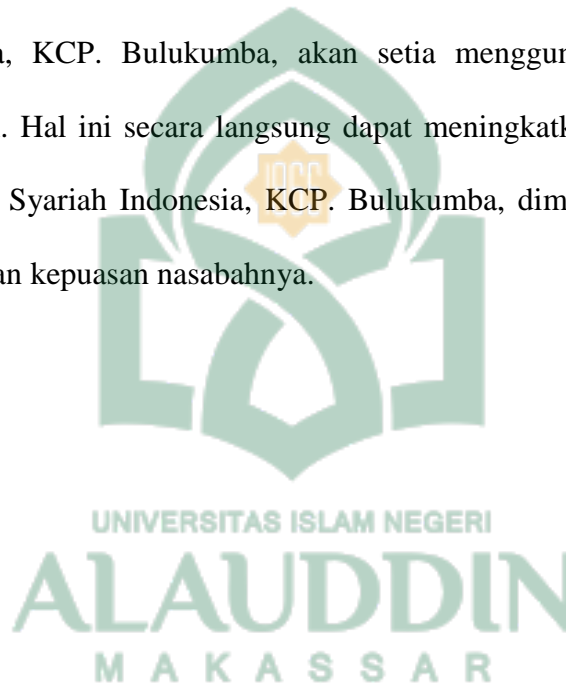 a, KCP. Bulukumba, akan setia menggun
. Hal ini secara langsung dapat meningkatk
Syariah Indonesia, KCP. Bulukumba, dim
an kepuasan nasabahnya.
UNIVERSITAS ISLAM NEGERI
ALAUDDIN
MAKASSAR